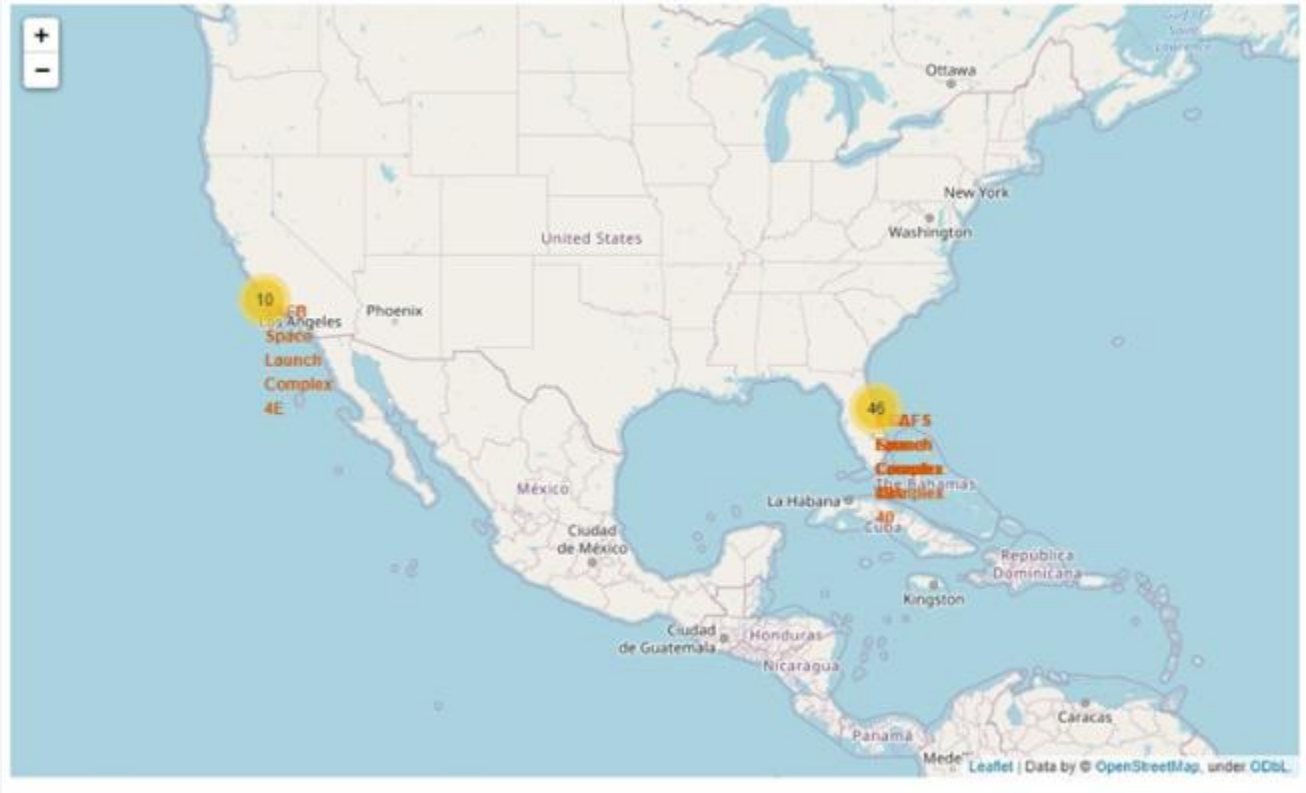 +
−
Ottawa
New York
Washington
United States
10
Los Angeles
Phoenix
Space
Launch
Complex
4E
46
Complex
The Bahamas
40
La Habana
Cuba
México
Ciudad
de México
República
Dominicana
Kingston
Ciudad
de Guatemala
Honduras
Nicaragua
Caracas
Panamá
Leaflet | Data by © OpenStreetMap, under ODbL.